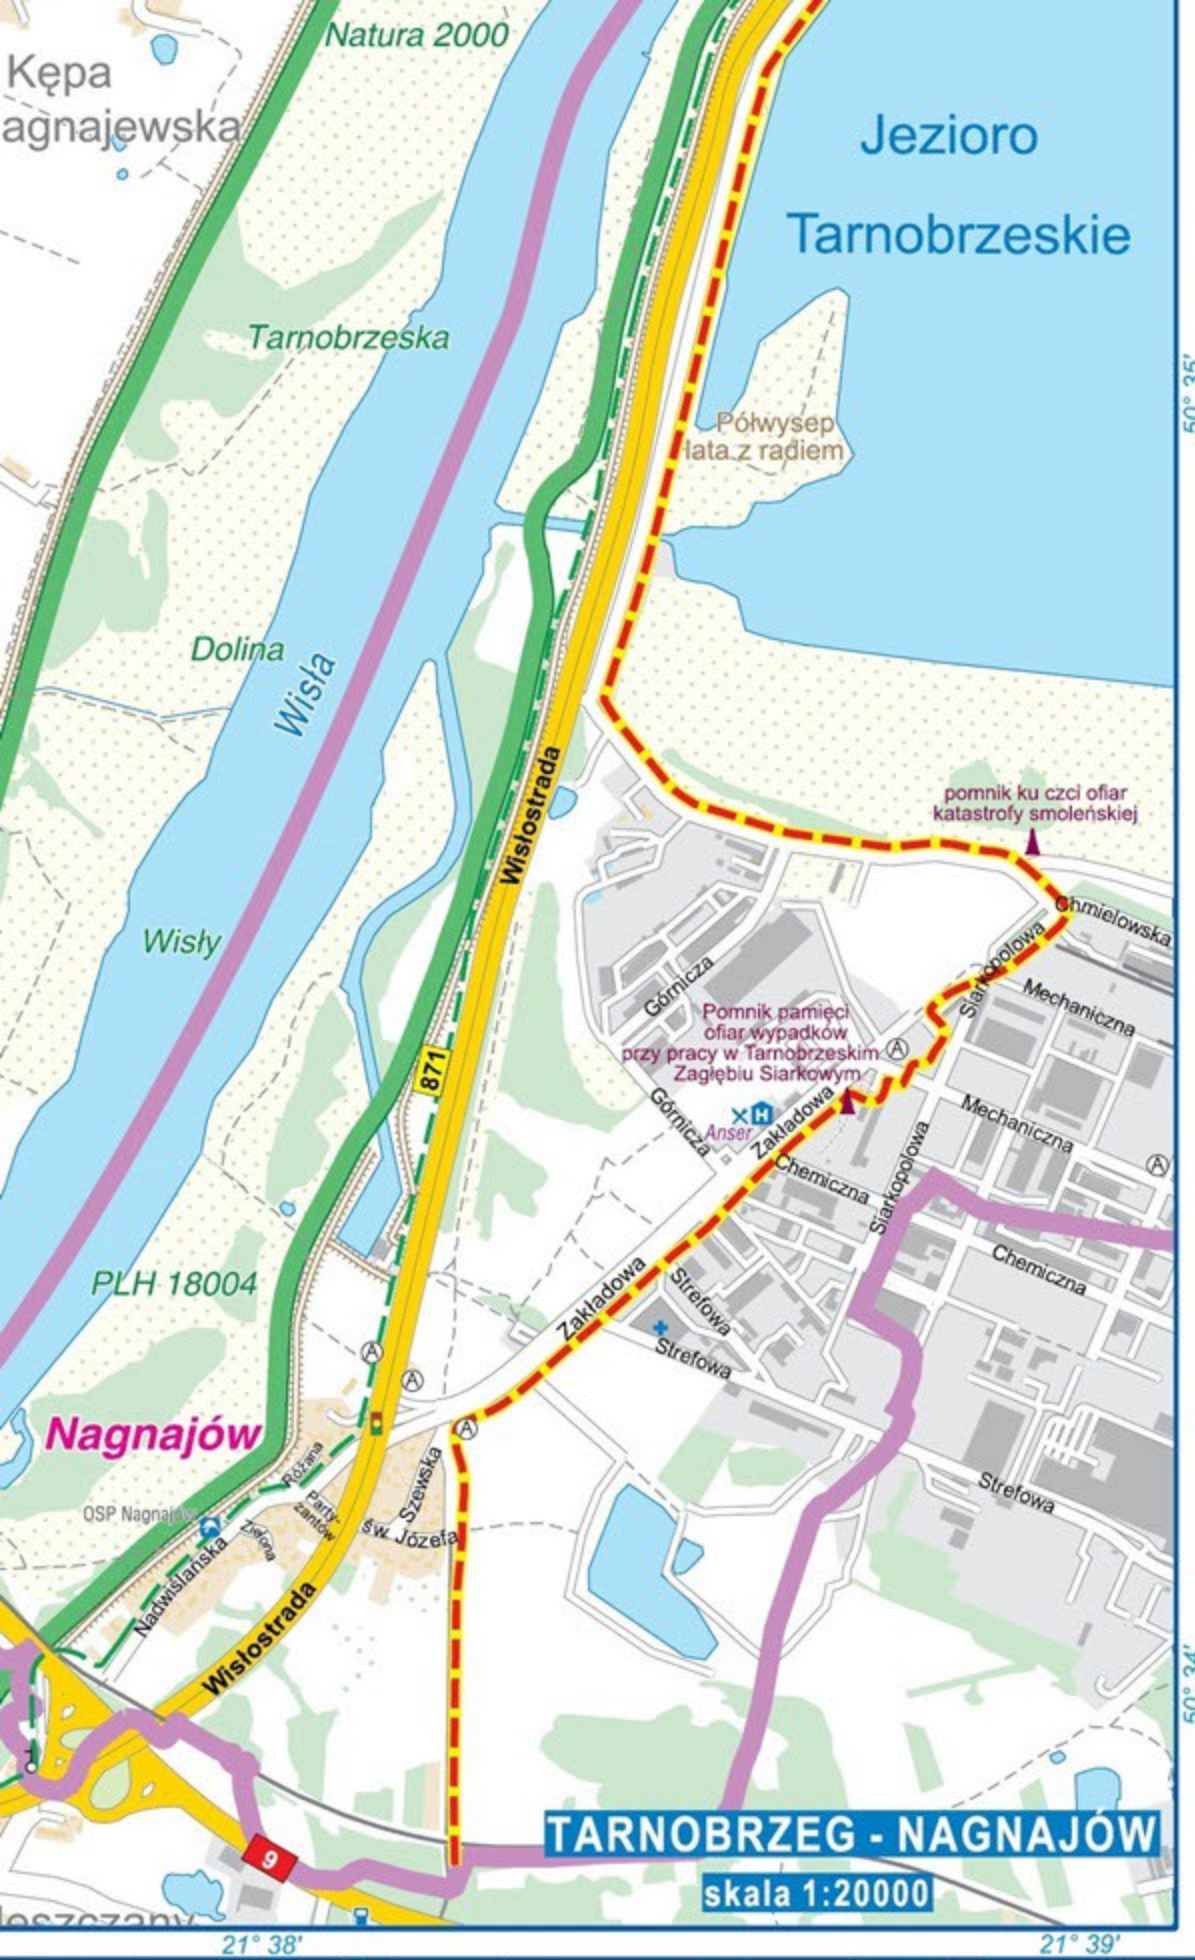 Natura 2000
Kępa
agnajewska
Jezioro
Tarnobrzeskie
Tarnobrzeska
50° 35'
Półwysep
lata z radiem
Dolina
Wisła
Wisłostrada
pomnik ku czci ofiar
katastrofy smoleńskiej
Chmielowska
Wisły
Siarkopolowa
Górnicza
Mechaniczna
Pomnik pamięci
ofiar wypadków
przy pracy w Tarnobrzeskim
Zagłębiu Siarkowym
A
871
Górnicza
H
Anser
Zakładowa
Mechaniczna
A
Chemiczna
Siarkopolowa
PLH 18004
Chemiczna
Zakładowa
Strefowa
Strefowa
A
A
Nagnajów
A
Różana
Szewska
Strefowa
OSP Nagnajów
Party-
zantów
św. Józefa
Zielona
Nadwiślańska
Wisłostrada
50° 34'
9
TARNOBRZEG - NAGNAJÓW
skala 1:20000
21° 38'
21° 39'